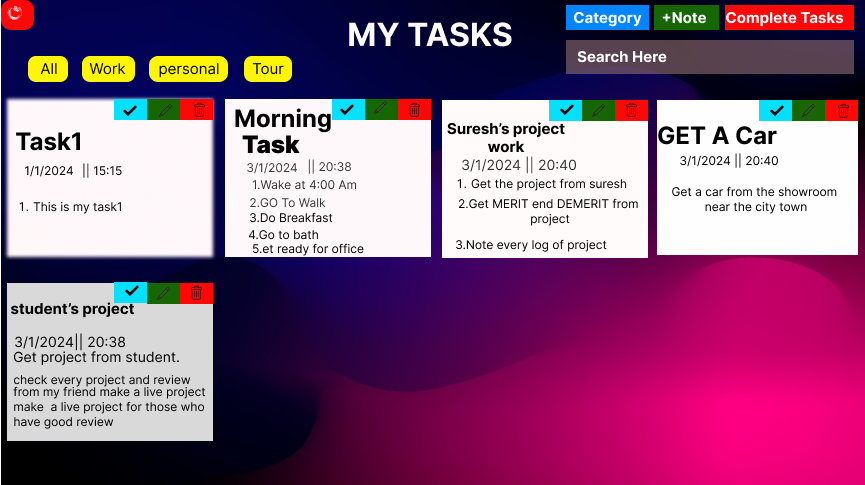 MY TASKS
Category +Note Complete Tasks
Search Here
All Work personal Tour
Task1
1/1/2024 || 15:15
1. This is my task1
Morning
Task
3/1/2024 || 20:38
1.Wake at 4:00 Am
2.GO To Walk
3.Do Breakfast
4.Go to bath
5.et ready for office
Suresh's project
work
3/1/2024 || 20:40
1. Get the project from suresh
2.Get MERIT end DEMERIT from
project
3.Note every log of project
GET A Car
3/1/2024 || 20:40
Get a car from the showroom
near the city town
student's project
3/1/2024|| 20:38
Get project from student.
check every project and review
from my friend make a live project
make a live project for those who
have good review